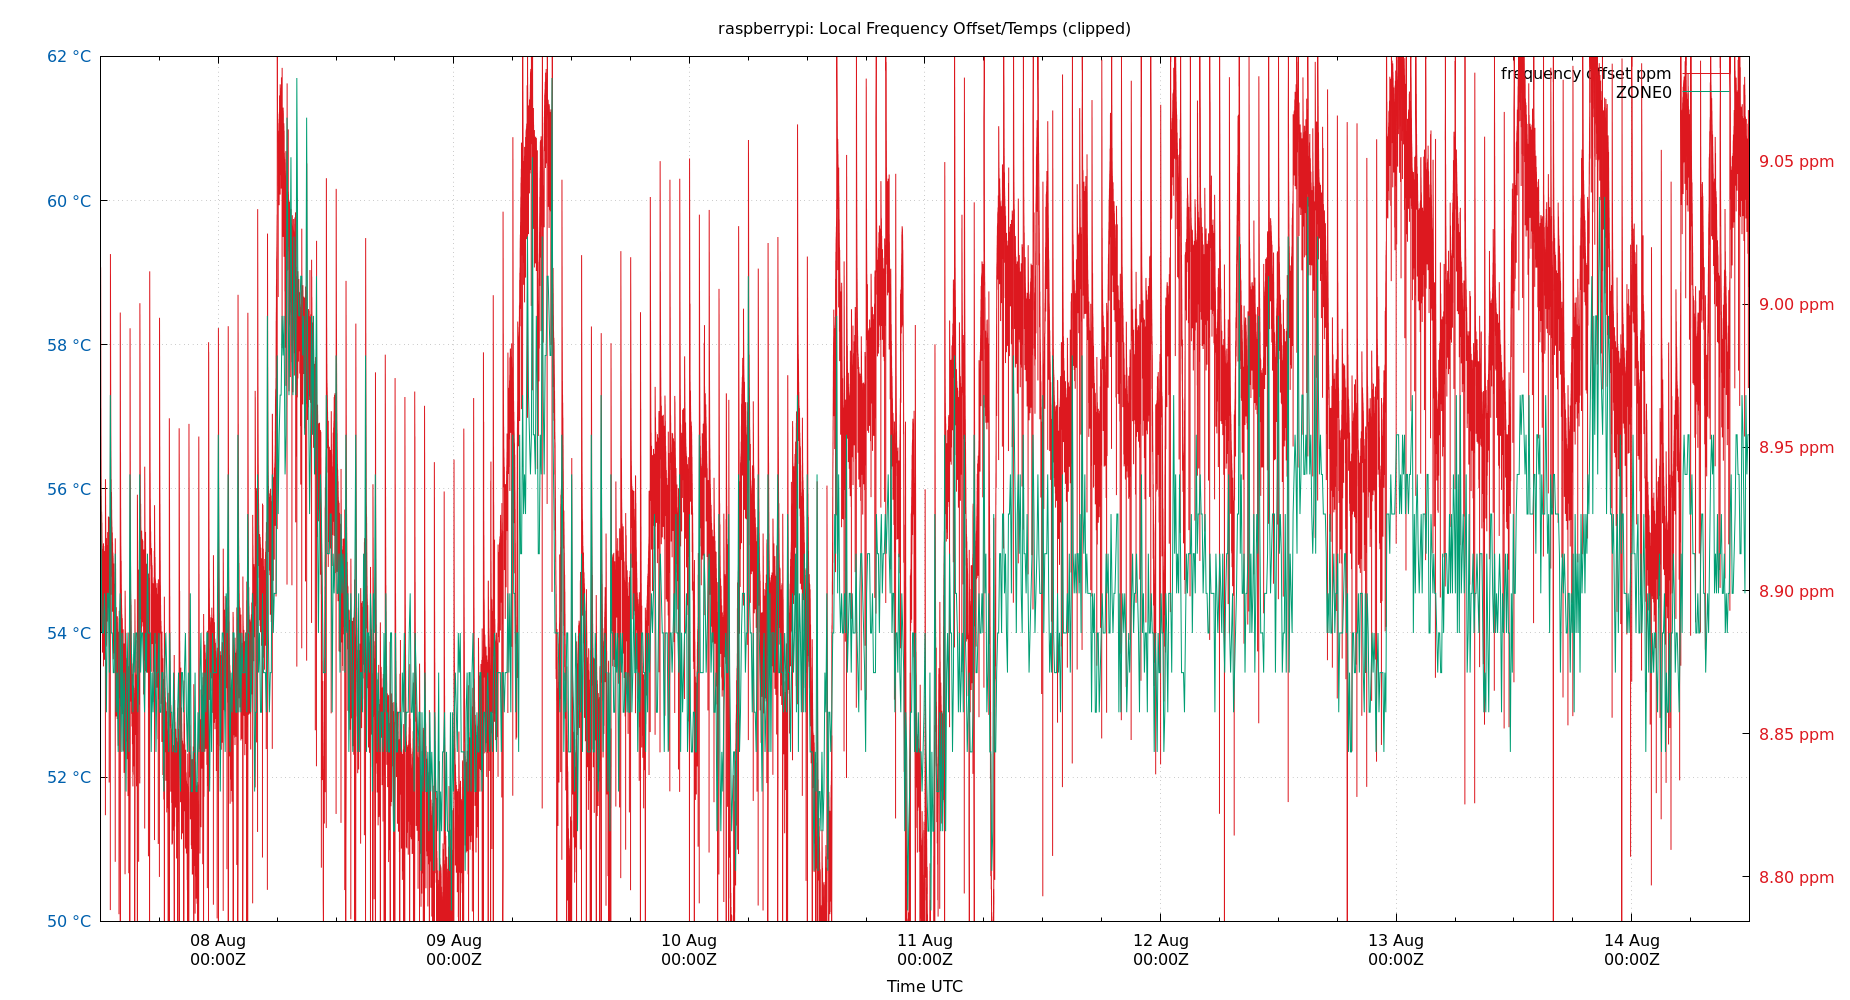 raspberrypi: Local Frequency Offset/Temps (clipped)
62 °C
60 °C
58 °C
56 °C
54 °C
52 °C
50 °C
frequency offset ppm
ZONE0
9.05 ppm
9.00 ppm
8.95 ppm
8.90 ppm
8.85 ppm
8.80 ppm
08 Aug
00:00Z
09 Aug
00:00Z
10 Aug
00:00Z
11 Aug
00:00Z
12 Aug
00:00Z
13 Aug
00:00Z
14 Aug
00:00Z
Time UTC